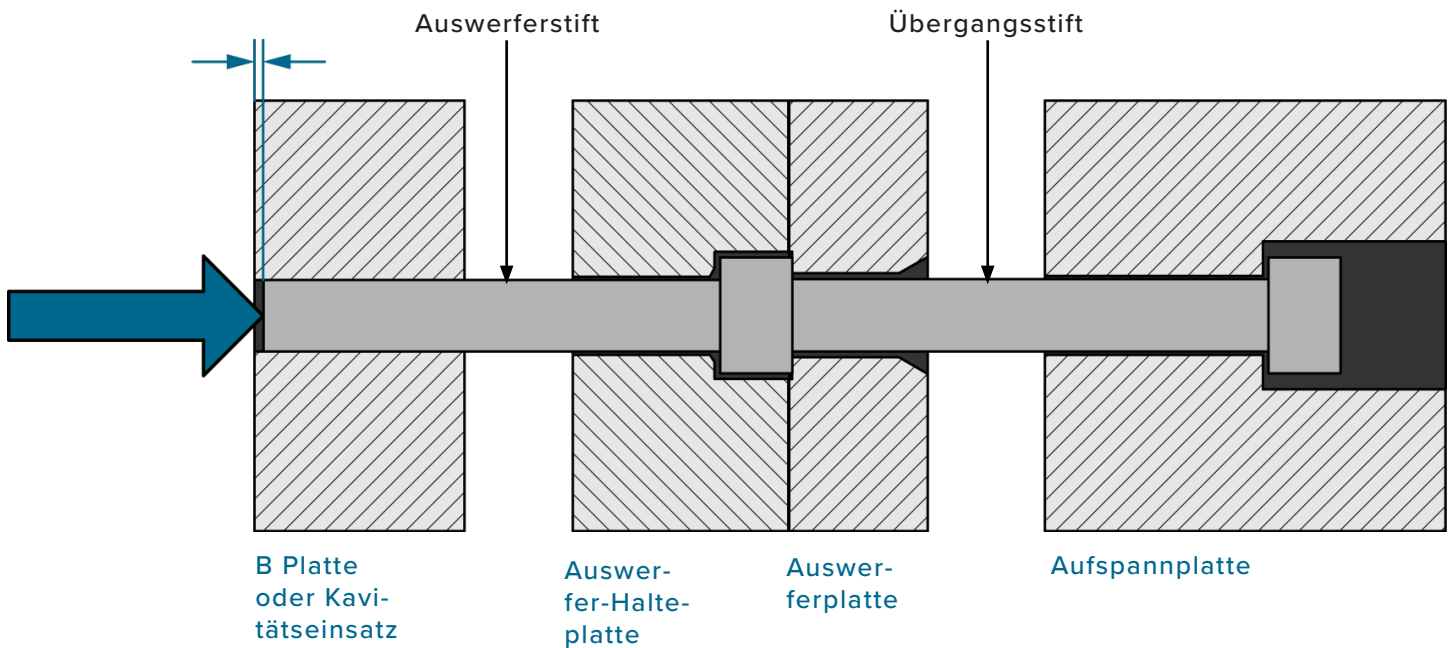 Auswerferstift
Übergangsstift
B Platte
oder Kavi-
tätseinsatz
Auswer-
fer-Halte-
platte
Auswer-
ferplatte
Aufspannplatte